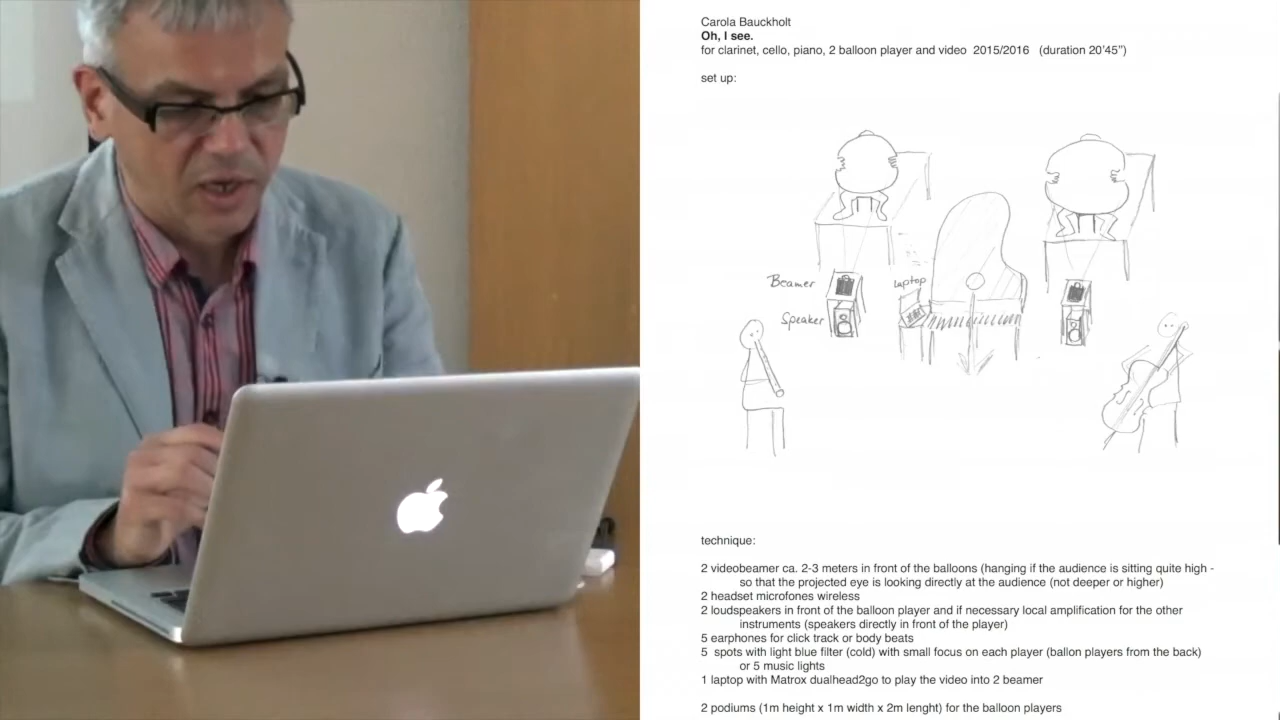 Carola Bauckholt
Oh, I see.
for clarinet, cello, piano, 2 balloon player and video 2015/2016 (duration 20'45")
set up:
Beamer
laptop
Speaker
technique:
2 videobeamer ca. 2-3 meters in front of the balloons (hanging if the audience is sitting quite high -
so that the projected eye is looking directly at the audience (not deeper or higher)
2 headset microfones wireless
2 loudspeakers in front of the balloon player and if necessary local amplification for the other
instruments (speakers directly in front of the player)
5 earphones for click track or body beats
5 spots with light blue filter (cold) with small focus on each player (ballon players from the back)
or 5 music lights
1 laptop with Matrox dualhead2go to play the video into 2 beamer
2 podiums (1m height x 1m width x 2m lenght) for the balloon players